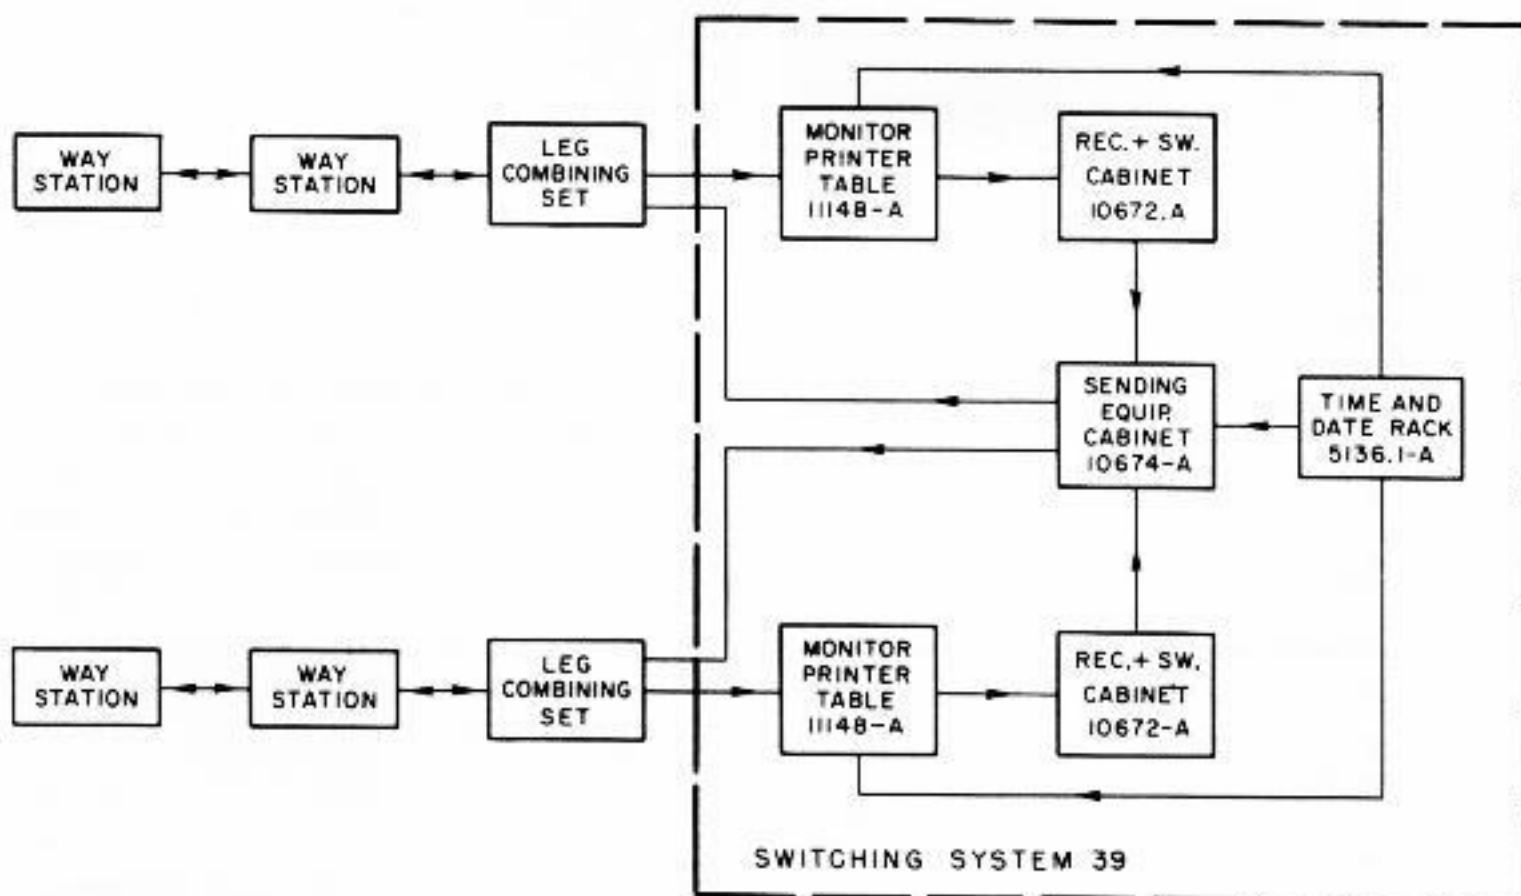 WAY
STATION
WAY
STATION
LEG
COMBINING
SET
MONITOR
PRINTER
TABLE
11148-A
REC. + SW.
CABINET
10672.A
SENDING
EQUIP.
CABINET
10674-A
TIME AND
DATE RACK
5136.1-A
WAY
STATION
WAY
STATION
LEG
COMBINING
SET
MONITOR
PRINTER
TABLE
11148-A
REC. + SW.
CABINET
10672-A
SWITCHING SYSTEM 39